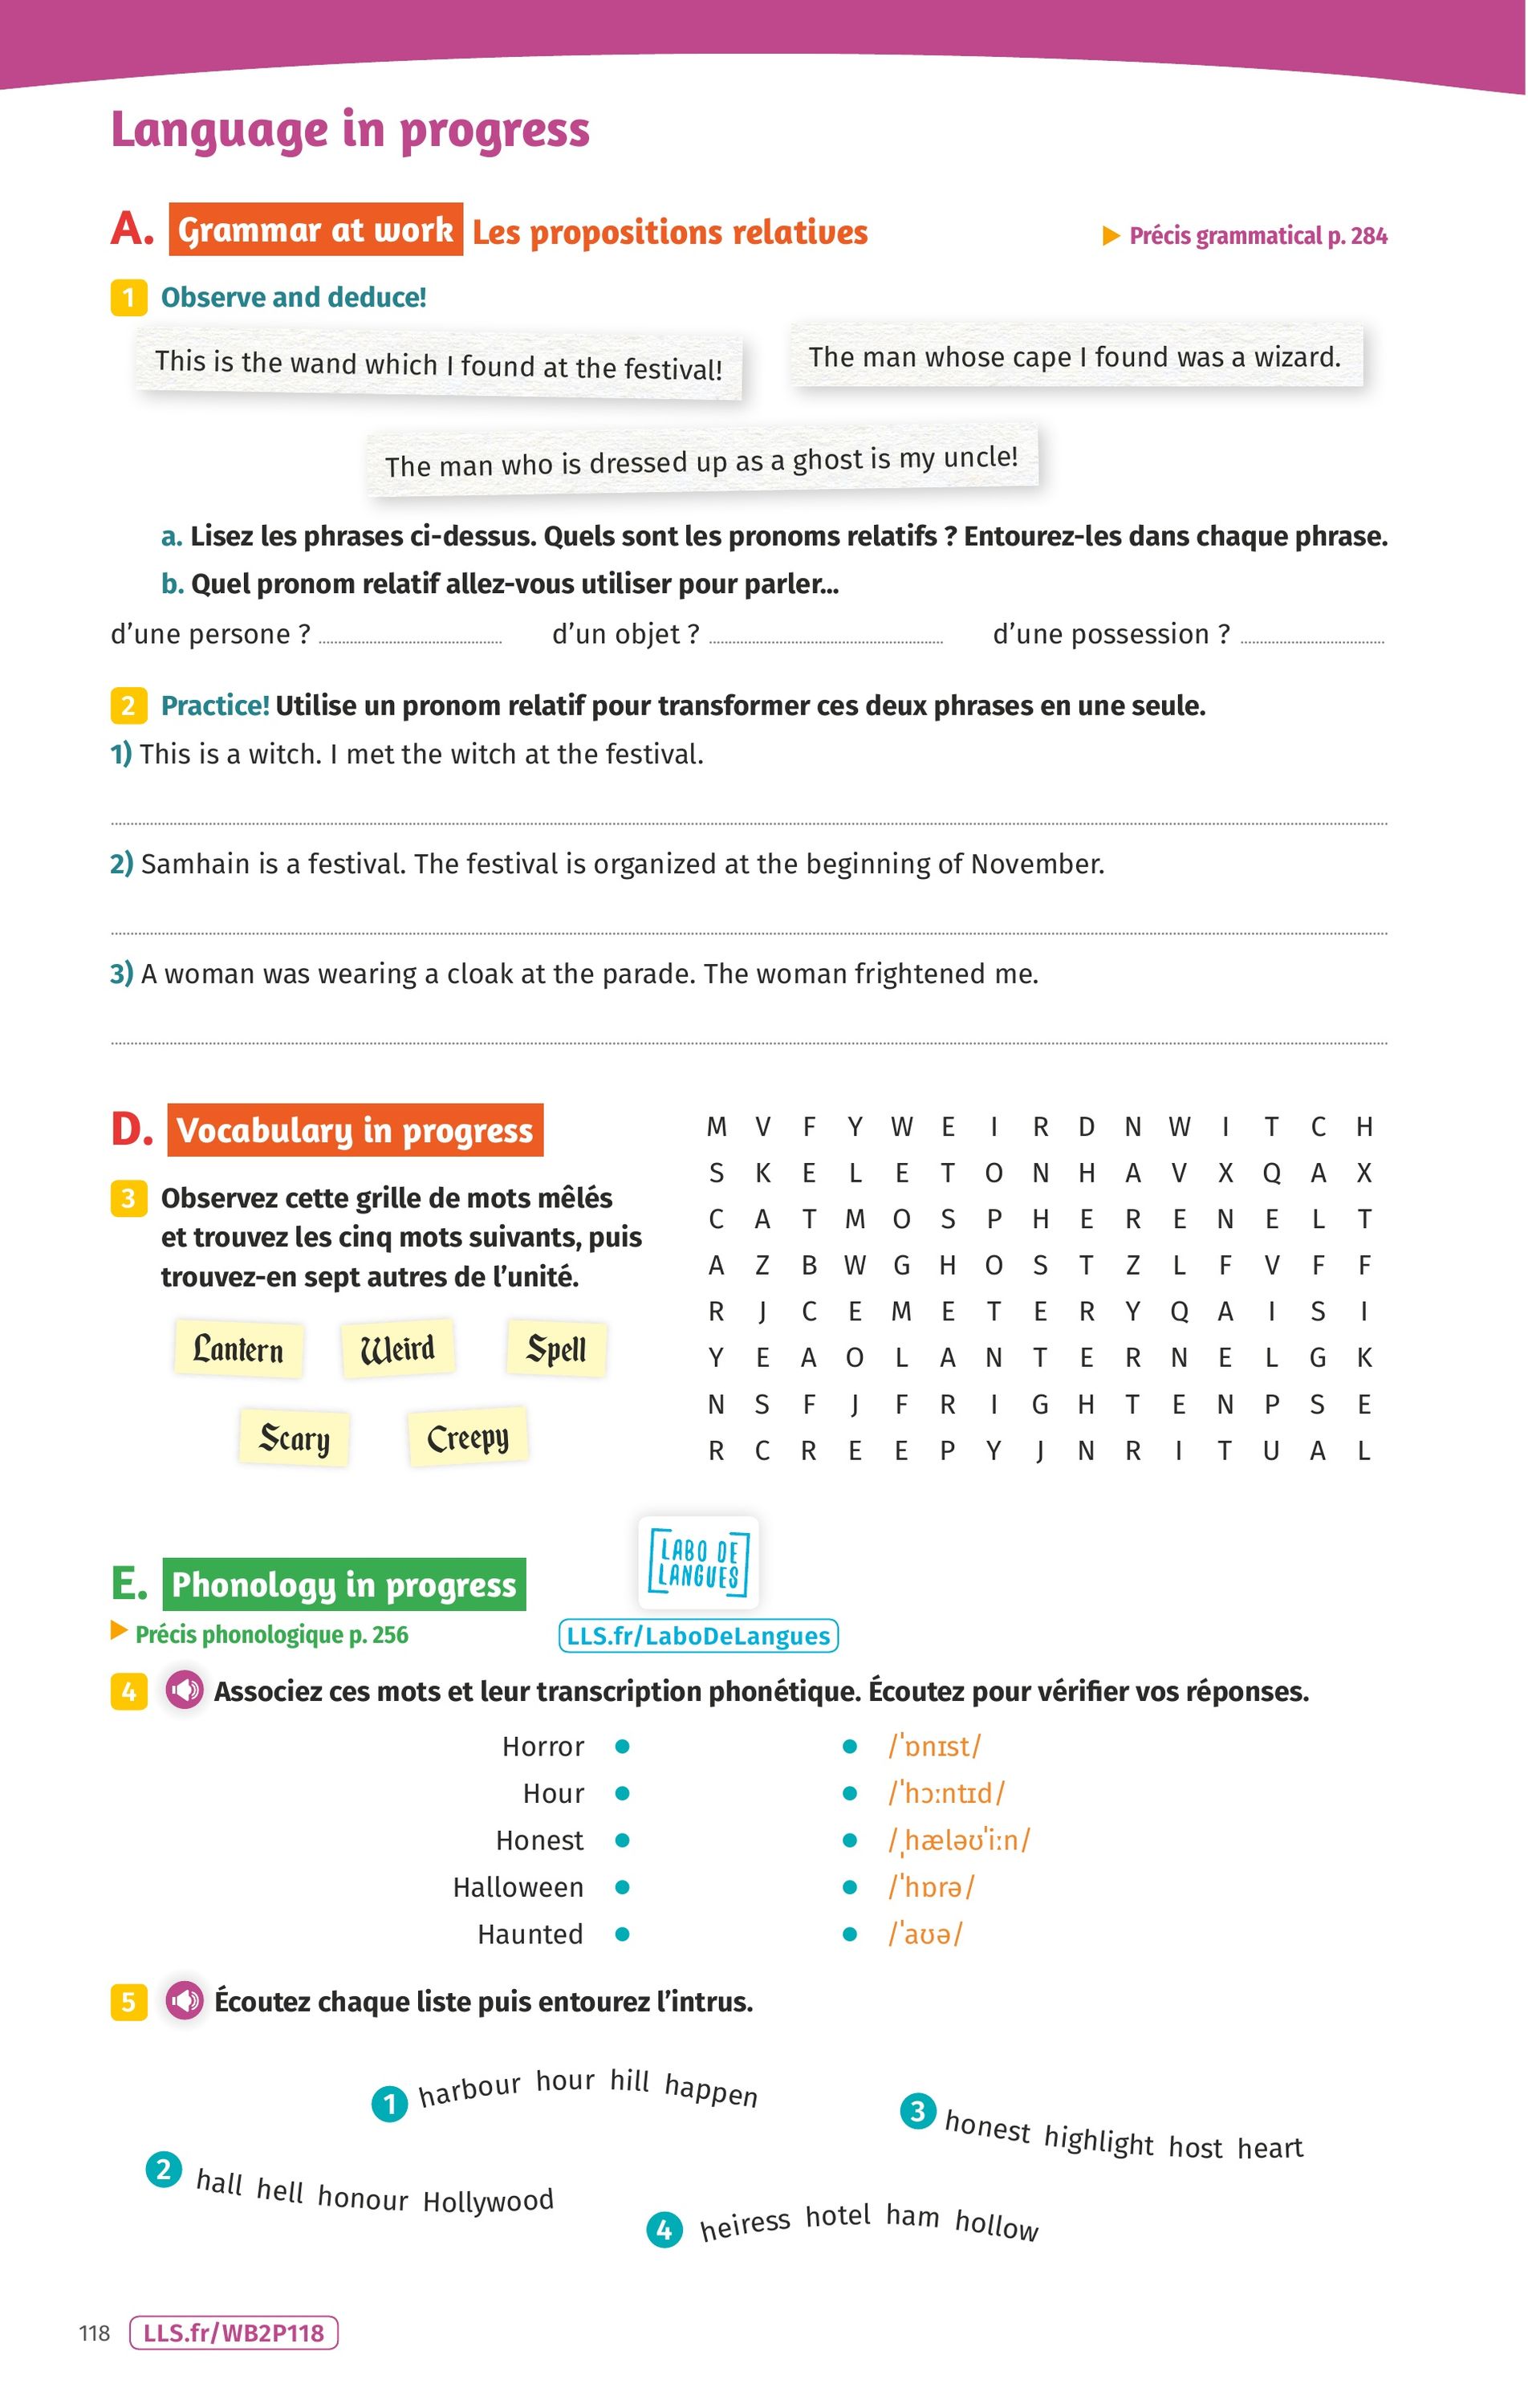 Language in progress
A. Grammar at work Les propositions relatives
▶ Précis grammatical p. 284
1 Observe and deduce!
This is the wand which I found at the festival!
The man whose cape I found was a wizard.
The man who is dressed up as a ghost is my uncle!
a. Lisez les phrases ci-dessus. Quels sont les pronoms relatifs ? Entourez-les dans chaque phrase.
b. Quel pronom relatif allez-vous utiliser pour parler...
d’une persone ? d’un objet ? d’une possession ?
2 Practice! Utilise un pronom relatif pour transformer ces deux phrases en une seule.
1) This is a witch. I met the witch at the festival.
2) Samhain is a festival. The festival is organized at the beginning of November.
3) A woman was wearing a cloak at the parade. The woman frightened me.
D. Vocabulary in progress
3 Observez cette grille de mots mêlés
et trouvez les cinq mots suivants, puis
trouvez-en sept autres de l’unité.
Lantern Weird Spell
Scary Creepy
M V F Y W E I R D N W I T C H
S K E L E T O N H A V X Q A X
C A T M O S P H E R E N E L T
A Z B W G H O S T Z L F V F F
R J C E M E T E R Y Q A I S I
Y E A O L A N T E R N E L G K
N S F J F R I G H T E N P S E
R C R E E P Y J N R I T U A L
E. Phonology in progress
▶ Précis phonologique p. 256
LABO DE
LANGUES
LLS.fr/LaboDeLangues
4 Associez ces mots et leur transcription phonétique. Écoutez pour vérifier vos réponses.
Horror • • /ˈɒnɪst/
Hour • • /ˈhɔːntɪd/
Honest • • /ˌhæləʊˈiːn/
Halloween • • /ˈhɒrə/
Haunted • • /ˈaʊə/
5 Écoutez chaque liste puis entourez l’intrus.
1 harbour hour hill happen
3 honest highlight host heart
2 hall hell honour Hollywood
4 heiress hotel ham hollow
118 LLS.fr/WB2P118